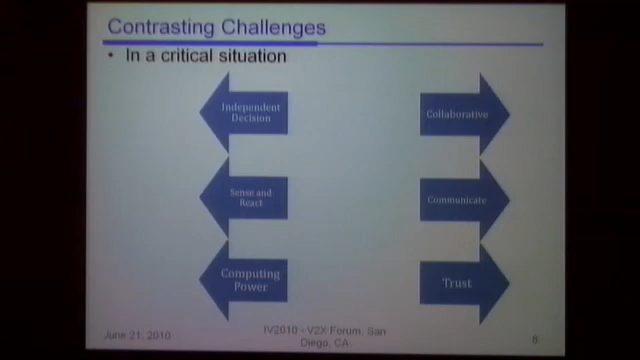 Contrasting Challenges
• In a critical situation
Independent
Decision
Collaborative
Sense and
React
Communicate
Computing
Power
Trust
June 21, 2010
IV2010 - V2X Forum, San
Diego, CA
8